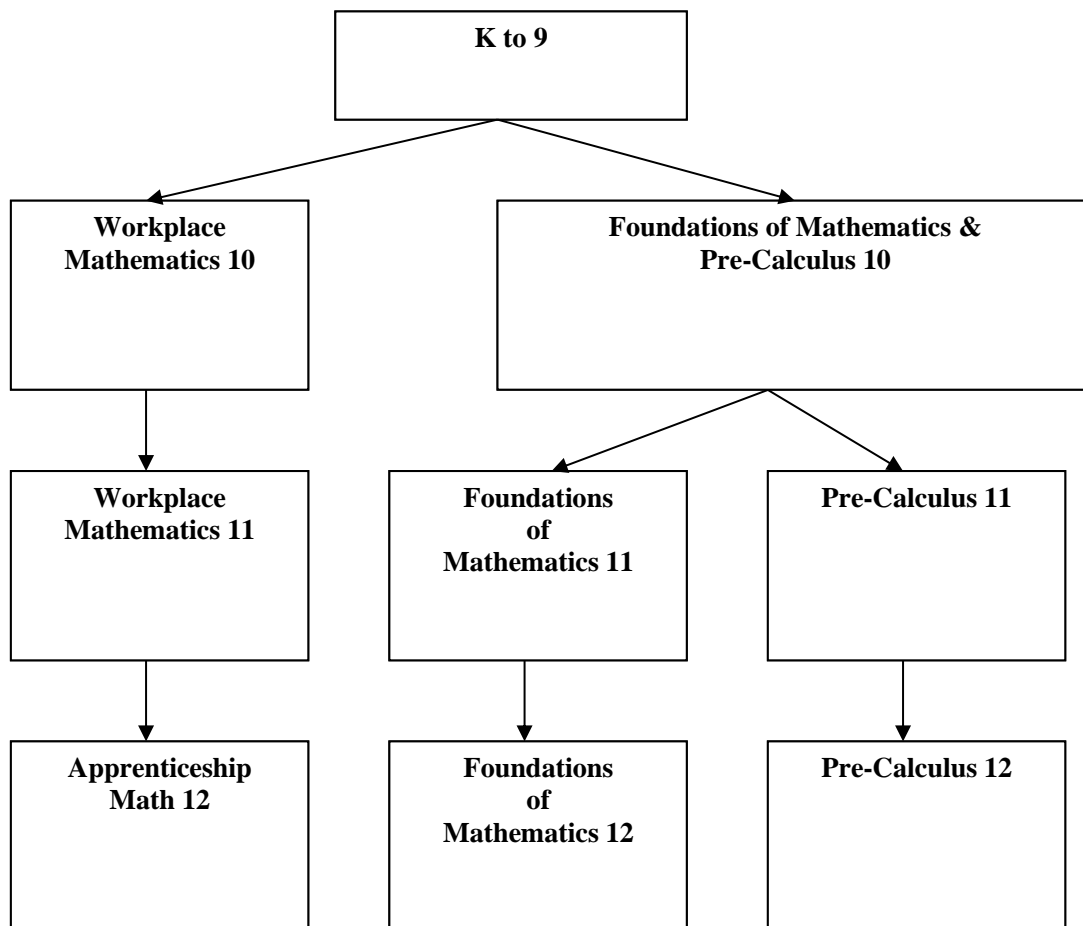 K to 9
Workplace
Mathematics 10
Foundations of Mathematics &
Pre-Calculus 10
Workplace
Mathematics 11
Foundations
of
Mathematics 11
Pre-Calculus 11
Apprenticeship
Math 12
Foundations
of
Mathematics 12
Pre-Calculus 12